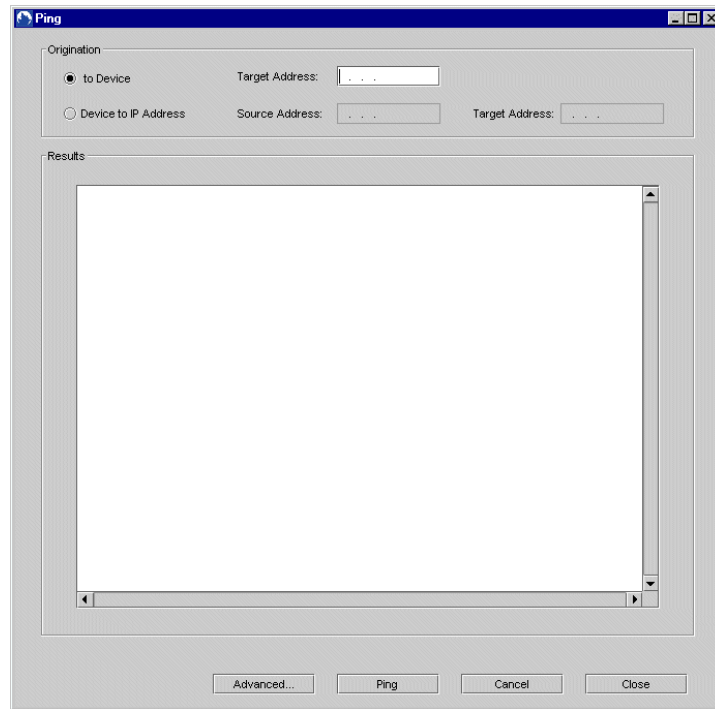 Ping
Origination
to Device Target Address: . . .
Device to IP Address Source Address: . . . Target Address: . . .
Results
Advanced... Ping Cancel Close